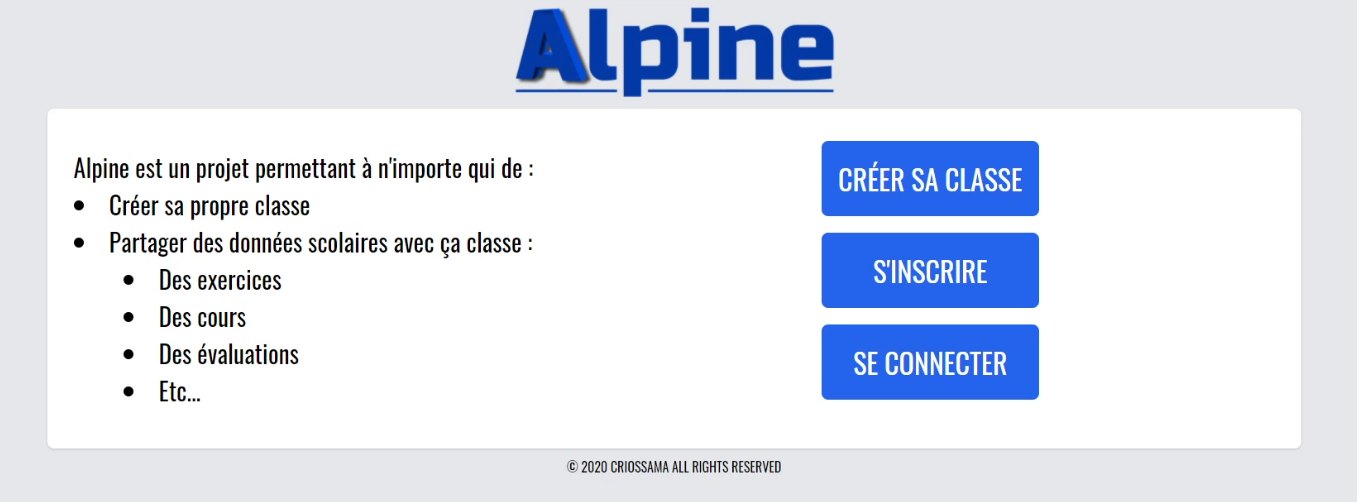 Alpine
Alpine est un projet permettant à n'importe qui de :
• Créer sa propre classe
• Partager des données scolaires avec ça classe :
• Des exercices
• Des cours
• Des évaluations
• Etc...
CRÉER SA CLASSE
S'INSCRIRE
SE CONNECTER
© 2020 CRIOSSAMA ALL RIGHTS RESERVED